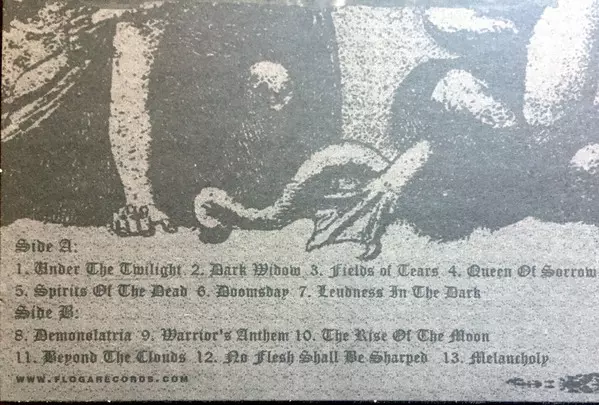 Side A:
1. Under The Twilight 2. Dark Widow 3. Fields of Tears 4. Queen Of Sorrow
5. Spirits Of The Dead 6. Doomsday 7. Leudness In The Dark
Side B:
8. Demonolatria 9. Warrior's Anthem 10. The Rise Of The Moon
11. Beyond The Clouds 12. No Flesh Shall Be Sharped 13. Melancholy
WWW.FLOGARECORDS.COM